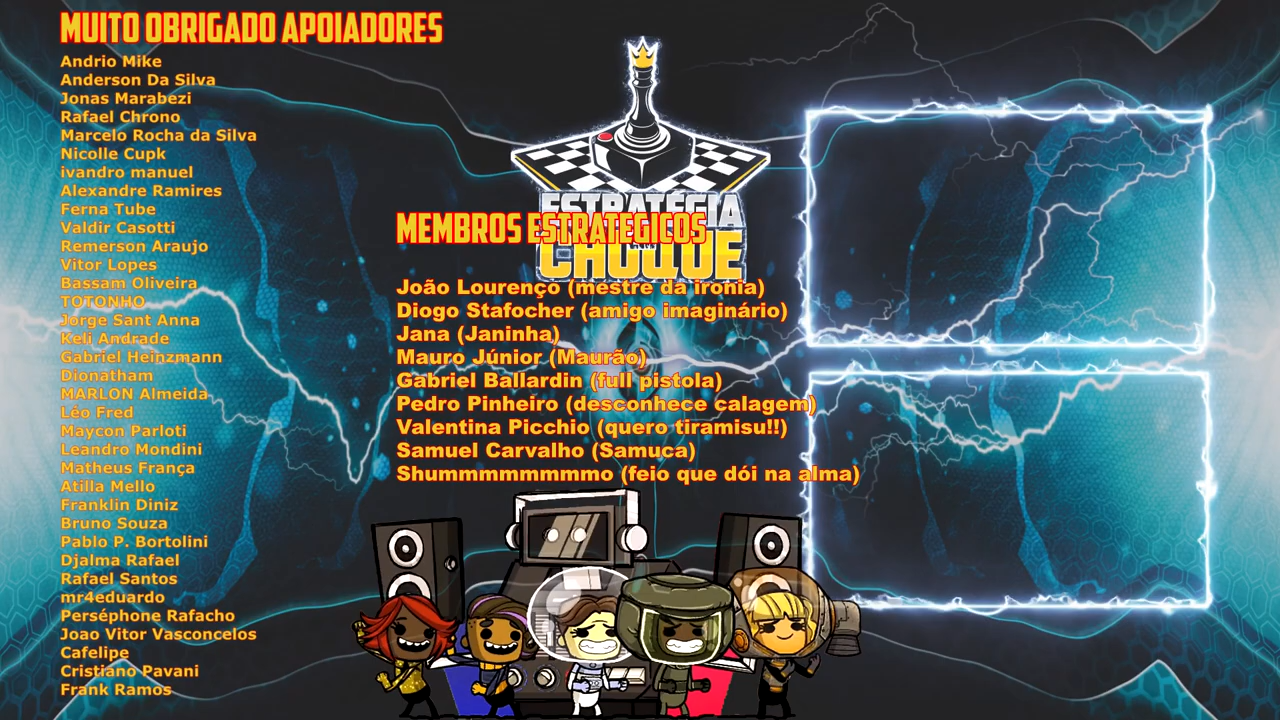 MUITO OBRIGADO APOIADORES
Andrio Mike
Anderson Da Silva
Jonas Marabezi
Rafael Chrono
Marcelo Rocha da Silva
Nicolle Cupk
ivandro manuel
Alexandre Ramires
Ferna Tube
Valdir Casotti
Remerson Araujo
Vitor Lopes
Bassam Oliveira
TOTONHO
Jorge Sant Anna
Keli Andrade
Gabriel Heinzmann
Dionatham
MARLON Almeida
Léo Fred
Maycon Parloti
Leandro Mondini
Matheus França
Atilla Mello
Franklin Diniz
Bruno Souza
Pablo P. Bortolini
Djalma Rafael
Rafael Santos
mr4eduardo
Perséphone Rafacho
Joao Vitor Vasconcelos
Cafelipe
Cristiano Pavani
Frank Ramos
ESTRATÉGIA
CHOQUE
MEMBROS ESTRATEGICOS
João Lourenço (mestre da ironia)
Diogo Stafocher (amigo imaginário)
Jana (Janinha)
Mauro Júnior (Maurão)
Gabriel Ballardin (full pistola)
Pedro Pinheiro (desconhece calagem)
Valentina Picchio (quero tiramisu!!)
Samuel Carvalho (Samuca)
Shummmmmmmmo (feio que dói na alma)